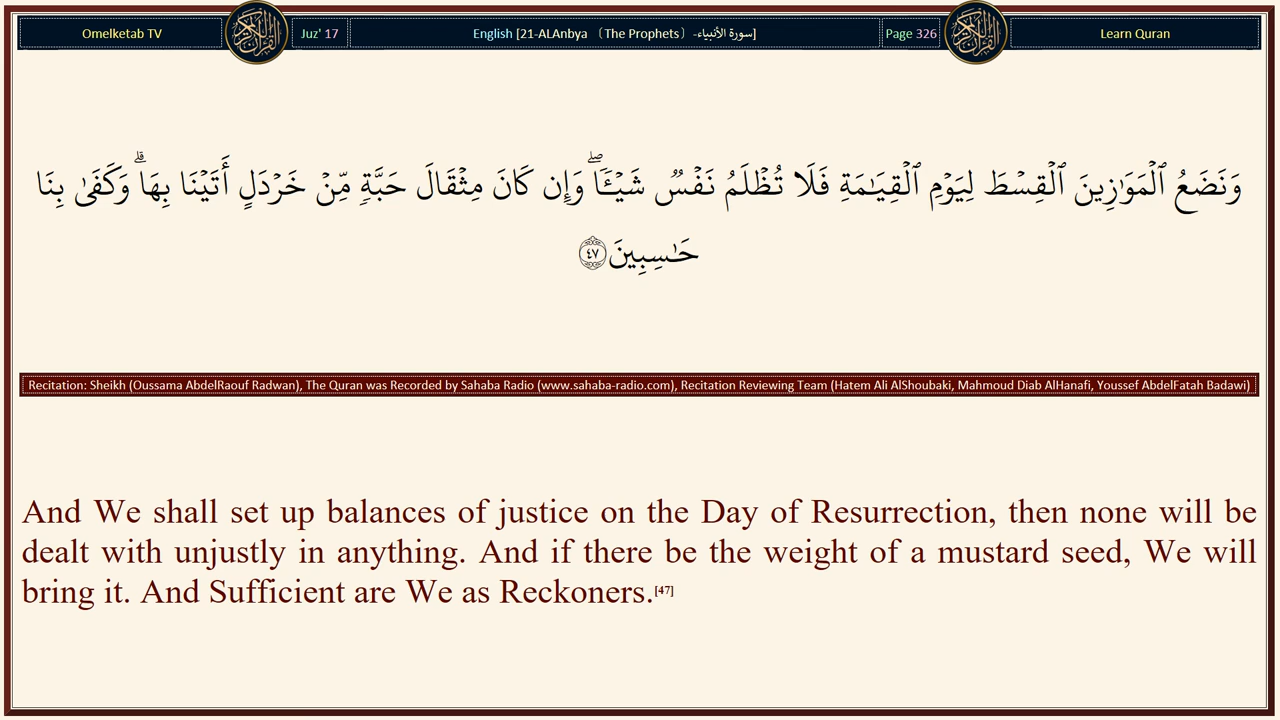 Omelketab TV
Juz' 17
English [21-ALAnbya （The Prophets） -سورة الأنبياء]
Page 326
Learn Quran
وَنَضَعُ ٱلْمَوَٰزِينَ ٱلْقِسْطَ لِيَوْمِ ٱلْقِيَـٰمَةِ فَلَا تُظْلَمُ نَفْسٌ شَيْـًٔا ۖ وَإِن كَانَ مِثْقَالَ حَبَّةٍ مِّنْ خَرْدَلٍ أَتَيْنَا بِهَا ۗ وَكَفَىٰ بِنَا
حَـٰسِبِينَ ٤٧
Recitation: Sheikh (Oussama AbdelRaouf Radwan), The Quran was Recorded by Sahaba Radio (www.sahaba-radio.com), Recitation Reviewing Team (Hatem Ali AlShoubaki, Mahmoud Diab AlHanafi, Youssef AbdelFatah Badawi)
And We shall set up balances of justice on the Day of Resurrection, then none will be
dealt with unjustly in anything. And if there be the weight of a mustard seed, We will
bring it. And Sufficient are We as Reckoners.[47]